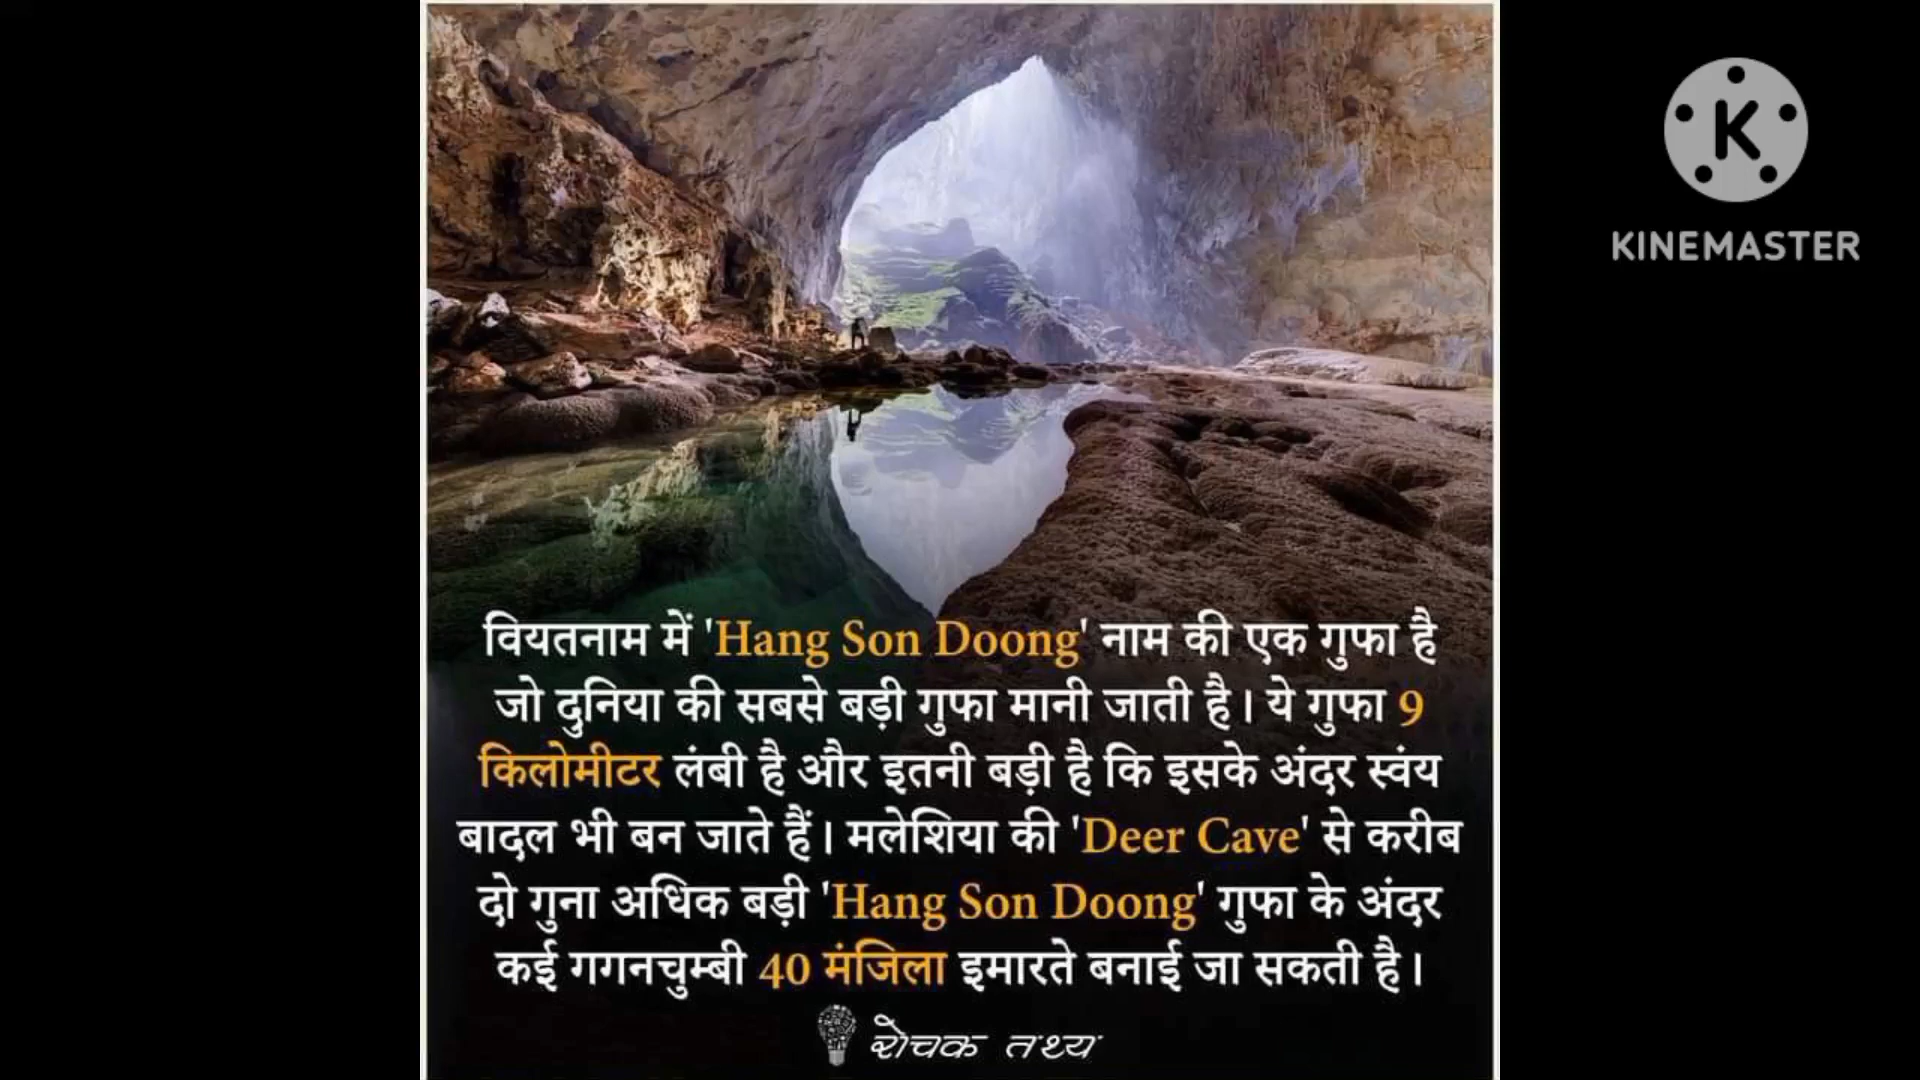 वियतनाम में 'Hang Son Doong' नाम की एक गुफा है
जो दुनिया की सबसे बड़ी गुफा मानी जाती है। ये गुफा 9
किलोमीटर लंबी है और इतनी बड़ी है कि इसके अंदर स्वंय
बादल भी बन जाते हैं। मलेशिया की 'Deer Cave' से करीब
दो गुना अधिक बड़ी 'Hang Son Doong' गुफा के अंदर
कई गगनचुम्बी 40 मंजिला इमारते बनाई जा सकती है।
रोचक तथ्य
K
KINEMASTER